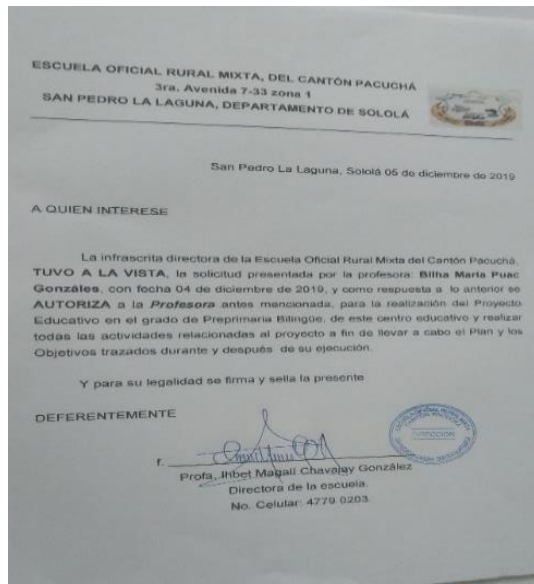 ESCUELA OFICIAL RURAL MIXTA, DEL CANTÓN PACUCHÁ
3ra. Avenida 7-33 zona 1
SAN PEDRO LA LAGUNA, DEPARTAMENTO DE SOLOLÁ
San Pedro La Laguna, Sololá 05 de diciembre de 2019
A QUIEN INTERESE
La infrascrita directora de la Escuela Oficial Rural Mixta del Cantón Pacuchá,
TUVO A LA VISTA, la solicitud presentada por la profesora: Bilha María Puac
Gonzáles, con fecha 04 de diciembre de 2019, y como respuesta a lo anterior se
AUTORIZA a la Profesora antes mencionada, para la realización del Proyecto
Educativo en el grado de Preprimaria Bilingüe, de este centro educativo y realizar
todas las actividades relacionadas al proyecto a fin de llevar a cabo el Plan y los
Objetivos trazados durante y después de su ejecución.
Y para su legalidad se firma y sella la presente
DEFERENTEMENTE
DIRECCION
f.
Profa. Jhbet Magali Chavajay González
Directora de la escuela.
No. Celular: 4779 0203